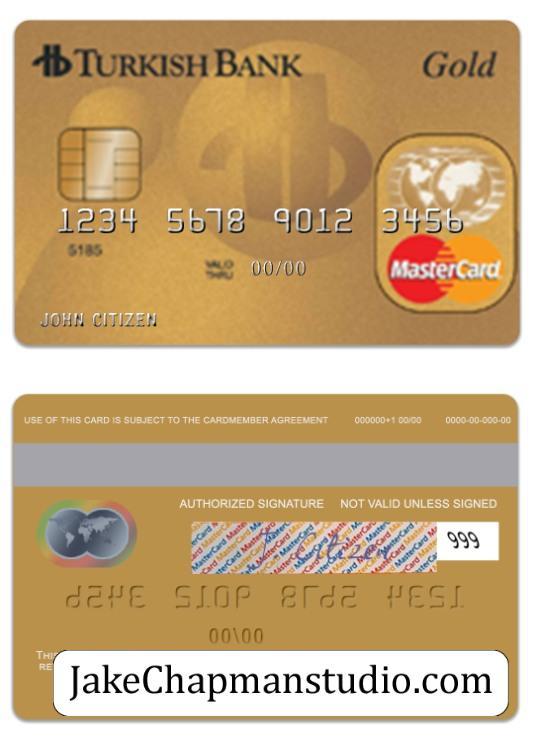 TURKISH BANK Gold
1234 5678 9012 3456
5185
VALID THRU 00/00
JOHN CITIZEN
MasterCard
USE OF THIS CARD IS SUBJECT TO THE CARDMEMBER AGREEMENT 000000+1 00/00 0000-00-000-00
AUTHORIZED SIGNATURE NOT VALID UNLESS SIGNED
J. Citizen 999
00/00
JakeChapmanstudio.com